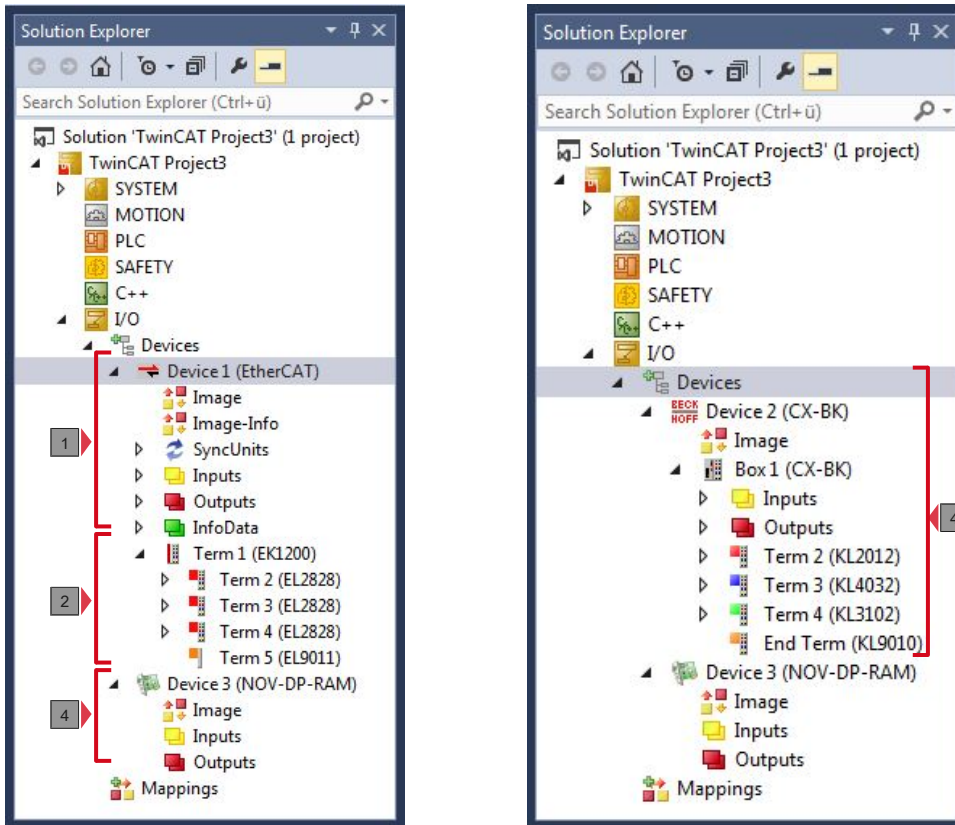 Solution Explorer
Search Solution Explorer (Ctrl+ü)
Solution 'TwinCAT Project3' (1 project)
TwinCAT Project3
SYSTEM
MOTION
PLC
SAFETY
C++
I/O
Devices
Device 1 (EtherCAT)
Image
Image-Info
1
SyncUnits
Inputs
Outputs
InfoData
Term 1 (EK1200)
Term 2 (EL2828)
2
Term 3 (EL2828)
Term 4 (EL2828)
Term 5 (EL9011)
Device 3 (NOV-DP-RAM)
4
Image
Inputs
Outputs
Mappings
Solution Explorer
Search Solution Explorer (Ctrl+ü)
Solution 'TwinCAT Project3' (1 project)
TwinCAT Project3
SYSTEM
MOTION
PLC
SAFETY
C++
I/O
Devices
BECK
HOFF
Device 2 (CX-BK)
Image
Box 1 (CX-BK)
Inputs
Outputs
4
Term 2 (KL2012)
Term 3 (KL4032)
Term 4 (KL3102)
End Term (KL9010)
Device 3 (NOV-DP-RAM)
Image
Inputs
Outputs
Mappings